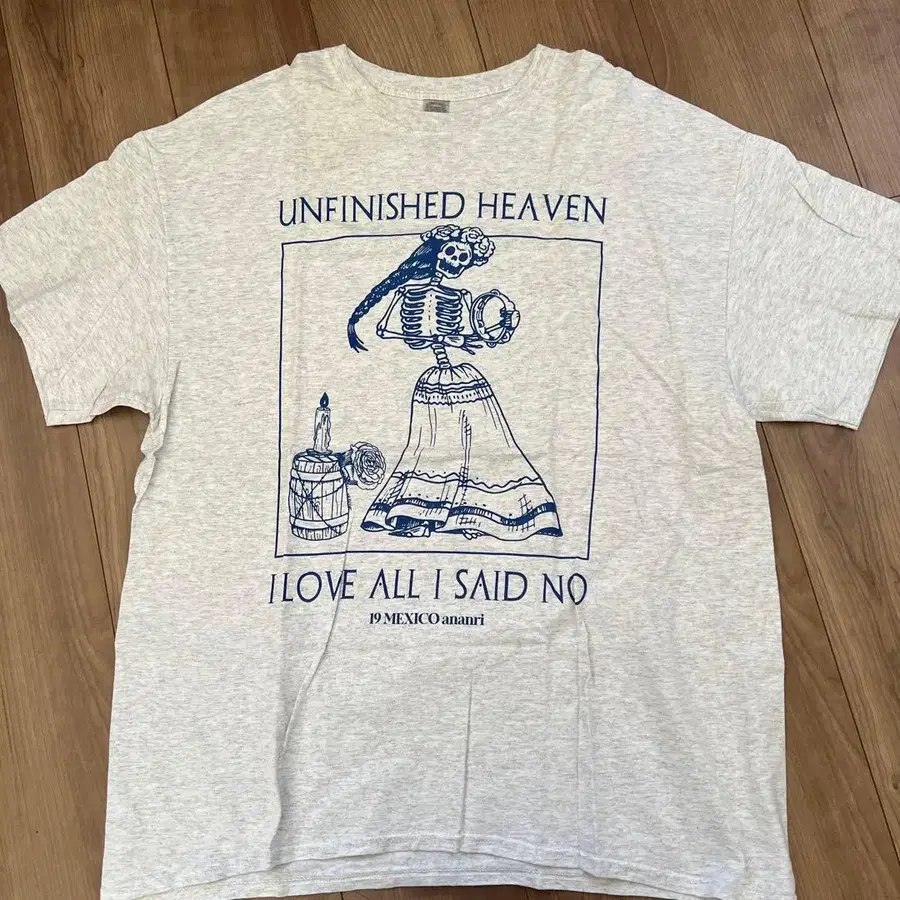 UNFINISHED HEAVEN
I LOVE ALL I SAID NO
19 MEXICO ananri